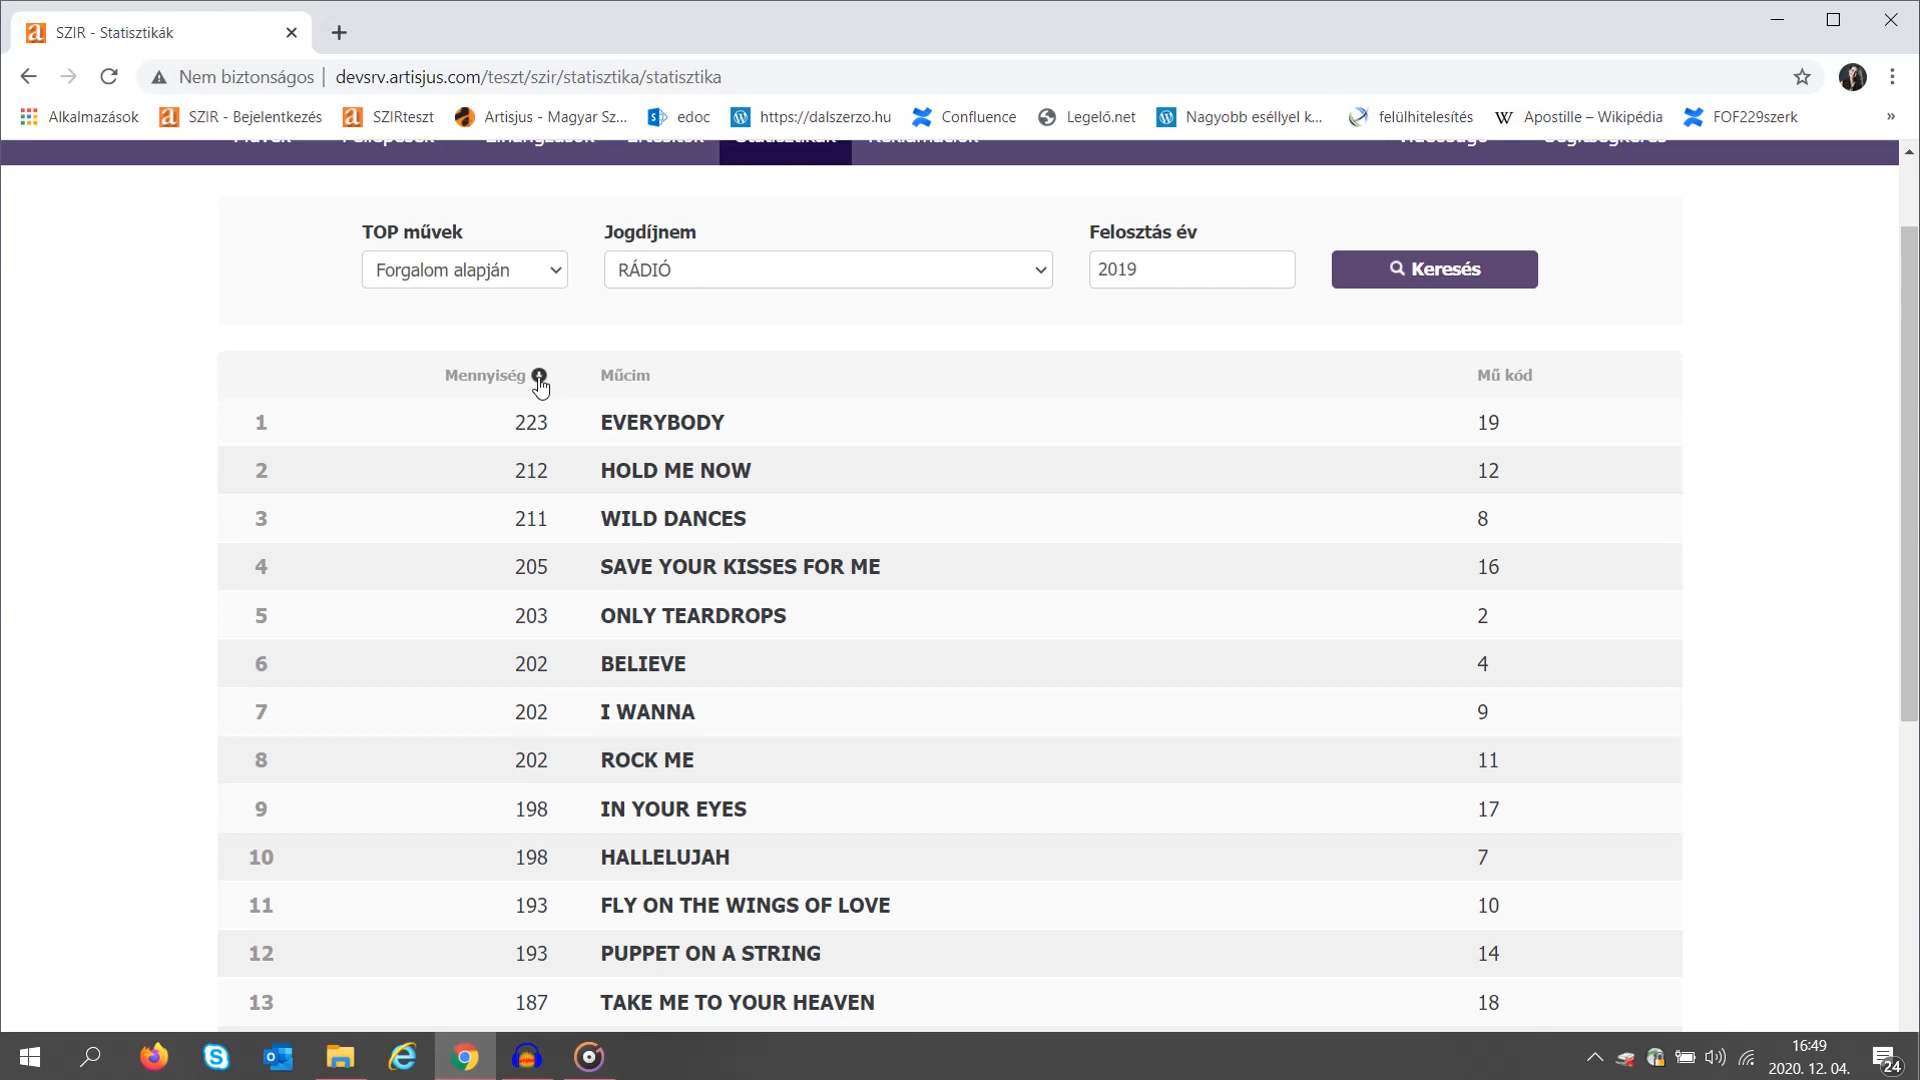 SZIR - Statisztikák
Nem biztonságos | devsrv.artisjus.com/teszt/szir/statisztika/statisztika
Alkalmazások SZIR - Bejelentkezés SZIRteszt Artisjus - Magyar Sz... edoc https://dalszerzo.hu Confluence Legelő.net Nagyobb eséllyel k... felülhitelesítés Apostille – Wikipédia FOF229szerk »
TOP művek Jogdíjnem Felosztás év
Forgalom alapján RÁDIÓ 2019 Keresés
Mennyiség Műcim Mű kód
1 223 EVERYBODY 19
2 212 HOLD ME NOW 12
3 211 WILD DANCES 8
4 205 SAVE YOUR KISSES FOR ME 16
5 203 ONLY TEARDROPS 2
6 202 BELIEVE 4
7 202 I WANNA 9
8 202 ROCK ME 11
9 198 IN YOUR EYES 17
10 198 HALLELUJAH 7
11 193 FLY ON THE WINGS OF LOVE 10
12 193 PUPPET ON A STRING 14
13 187 TAKE ME TO YOUR HEAVEN 18
16:49
2020. 12. 04.
24